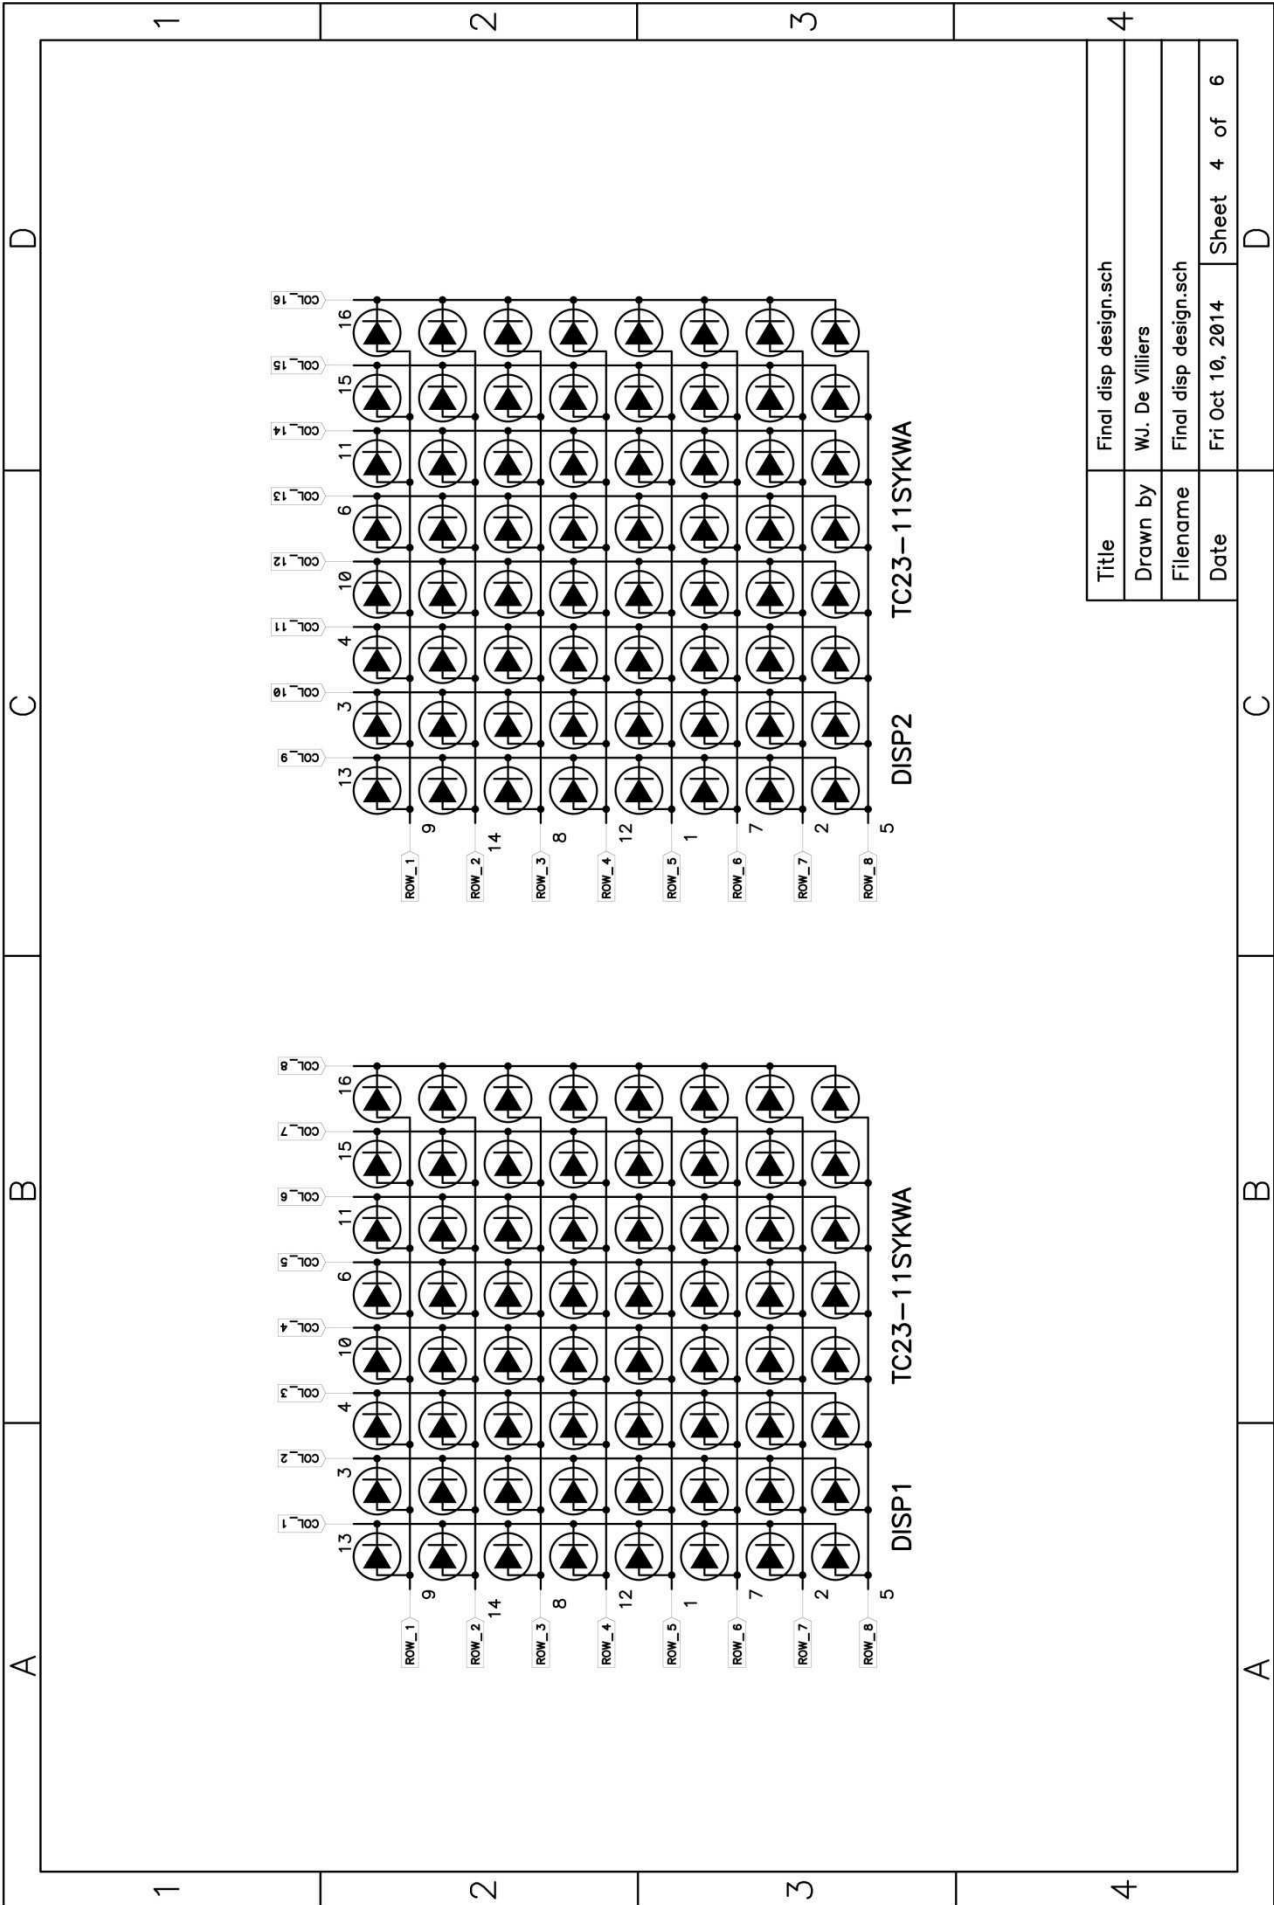 A
B
C
D
1
2
3
4
COL_1
COL_2
COL_3
COL_4
COL_5
COL_6
COL_7
COL_8
13
3
4
10
6
11
15
16
ROW_1
9
ROW_2
14
ROW_3
8
ROW_4
12
ROW_5
1
ROW_6
7
ROW_7
2
ROW_8
5
DISP1
TC23-11SYKWA
COL_9
COL_10
COL_11
COL_12
COL_13
COL_14
COL_15
COL_16
13
3
4
10
6
11
15
16
ROW_1
9
ROW_2
14
ROW_3
8
ROW_4
12
ROW_5
1
ROW_6
7
ROW_7
2
ROW_8
5
DISP2
TC23-11SYKWA
1
2
3
4
Title Final disp design.sch
Drawn by WJ. De Villiers
Filename Final disp design.sch
Date Fri Oct 10, 2014 Sheet 4 of 6
A
B
C
D